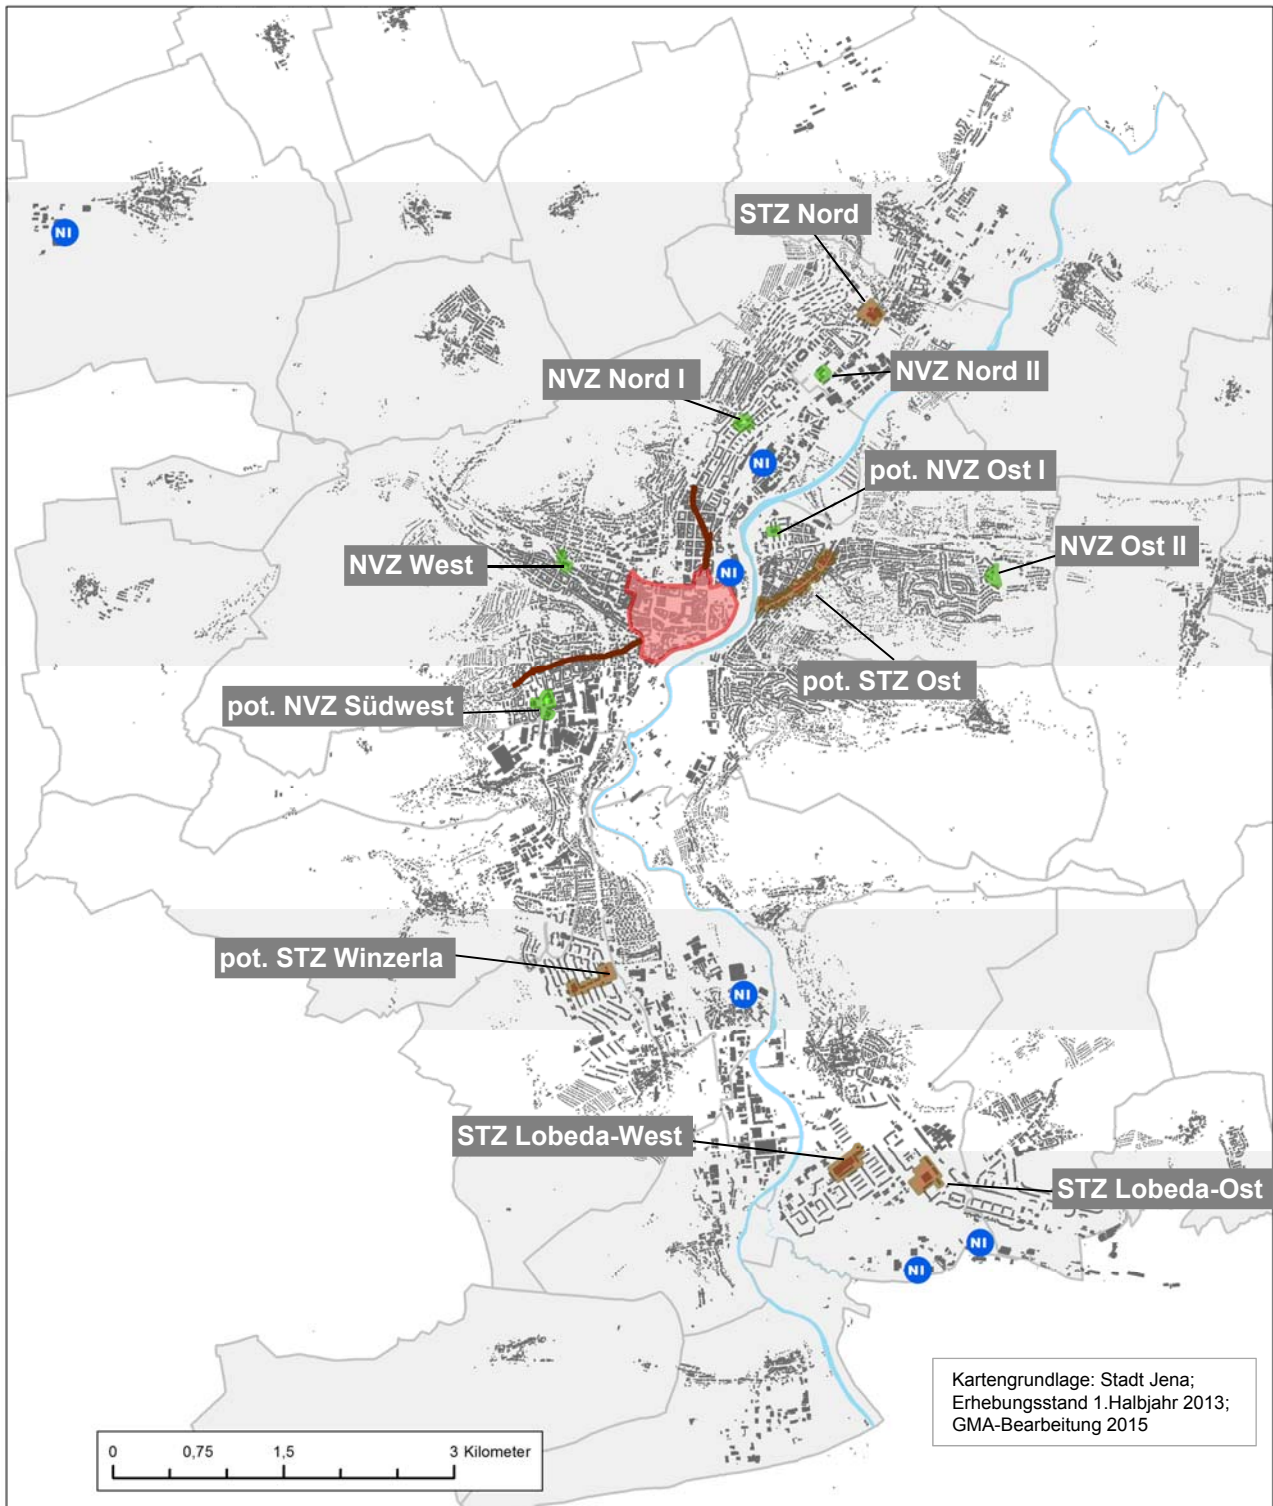 STZ Nord
NI
NVZ Nord I
NVZ Nord II
NI
pot. NVZ Ost I
NVZ West
NI
NVZ Ost II
pot. NVZ Südwest
pot. STZ Ost
pot. STZ Winzerla
NI
STZ Lobeda-West
STZ Lobeda-Ost
NI
NI
Kartengrundlage: Stadt Jena;
Erhebungsstand 1.Halbjahr 2013;
GMA-Bearbeitung 2015
0 0,75 1,5 3 Kilometer